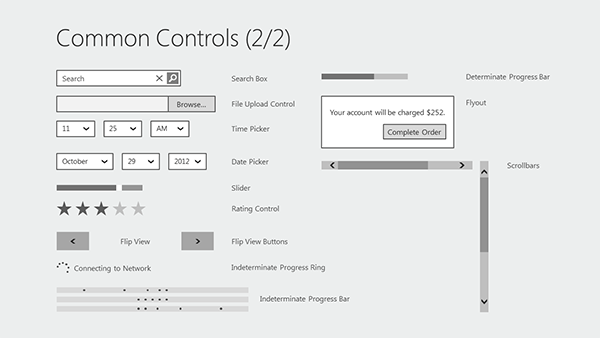 Common Controls (2/2)
Search
Search Box
Browse...
File Upload Control
11 25 AM
Time Picker
October 29 2012
Date Picker
Slider
Rating Control
Flip View
Flip View Buttons
Connecting to Network
Indeterminate Progress Ring
Indeterminate Progress Bar
Determinate Progress Bar
Your account will be charged $252.
Complete Order
Flyout
Scrollbars